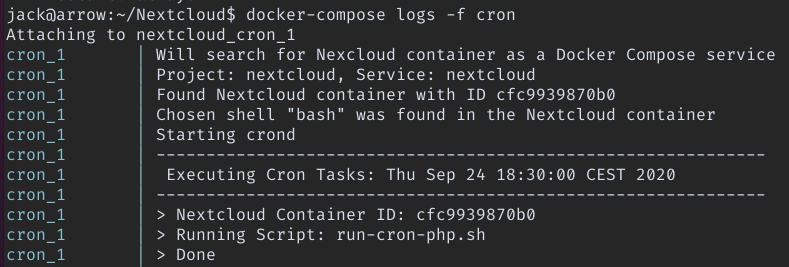 jack@arrow:~/Nextcloud$ docker-compose logs -f cron
Attaching to nextcloud_cron_1
cron_1        | Will search for Nexcloud container as a Docker Compose service
cron_1        | Project: nextcloud, Service: nextcloud
cron_1        | Found Nextcloud container with ID cfc9939870b0
cron_1        | Chosen shell "bash" was found in the Nextcloud container
cron_1        | Starting crond
cron_1        | -------------------------------------------------------------
cron_1        |  Executing Cron Tasks: Thu Sep 24 18:30:00 CEST 2020
cron_1        | -------------------------------------------------------------
cron_1        | > Nextcloud Container ID: cfc9939870b0
cron_1        | > Running Script: run-cron-php.sh
cron_1        | > Done